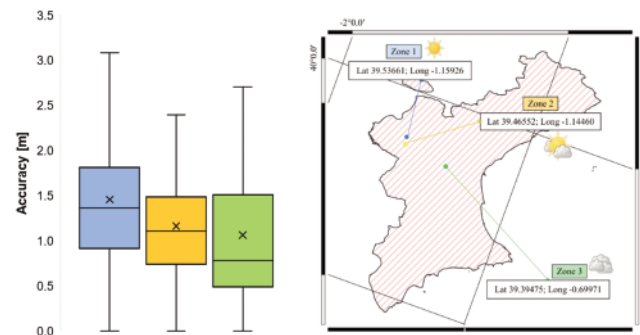 3.5
3.0
2.5
2.0
1.5
1.0
0.5
0.0
Accuracy [m]
-2°0.0'
40°0.0'
Zone 1
Lat 39.53661; Long -1.15926
Zone 2
Lat 39.46552; Long -1.14460
Zone 3
Lat 39.39475; Long -0.69971